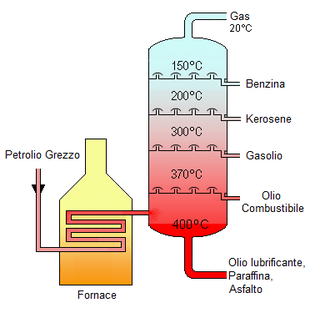 Gas
20°C
150°C
Benzina
200°C
Kerosene
300°C
Petrolio Grezzo
Gasolio
370°C
Olio
Combustibile
400°C
Olio lubrificante,
Paraffina,
Asfalto
Fornace